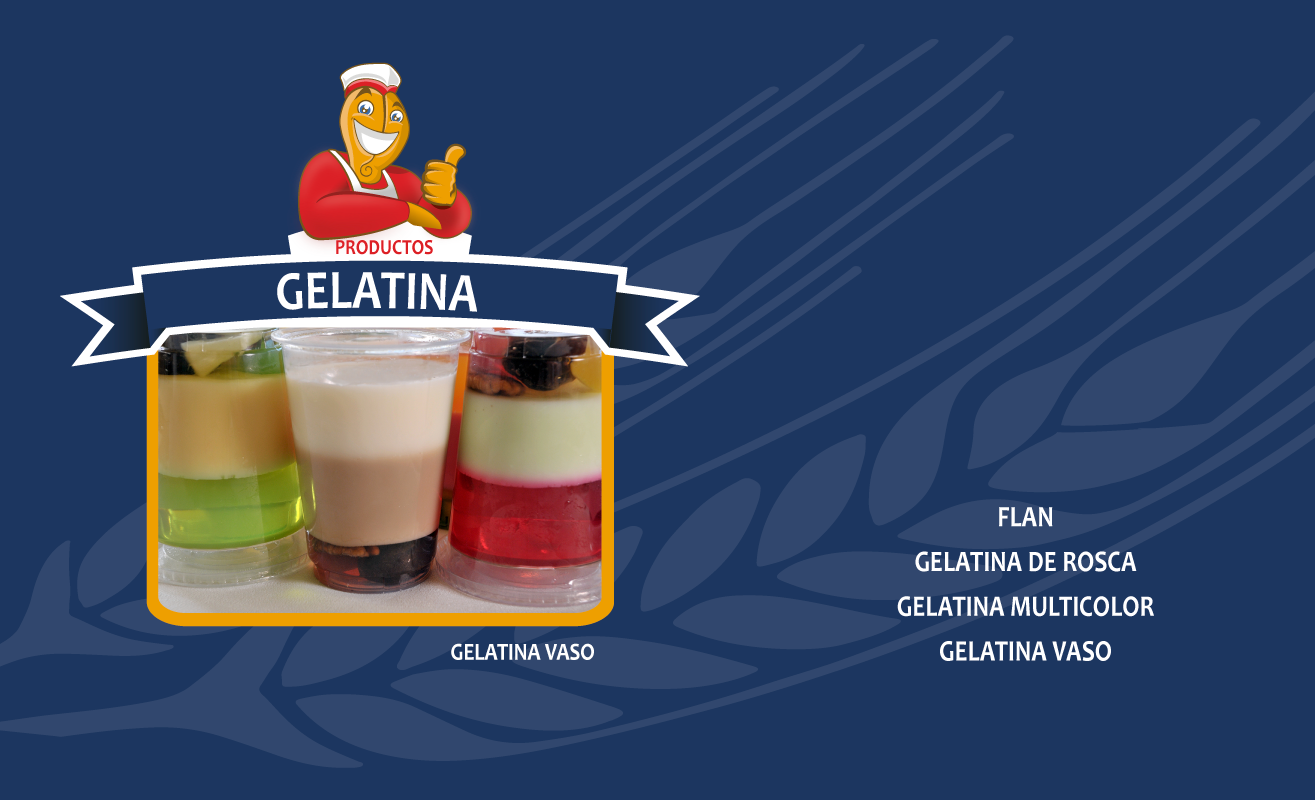 PRODUCTOS
GELATINA
GELATINA VASO
FLAN
GELATINA DE ROSCA
GELATINA MULTICOLOR
GELATINA VASO